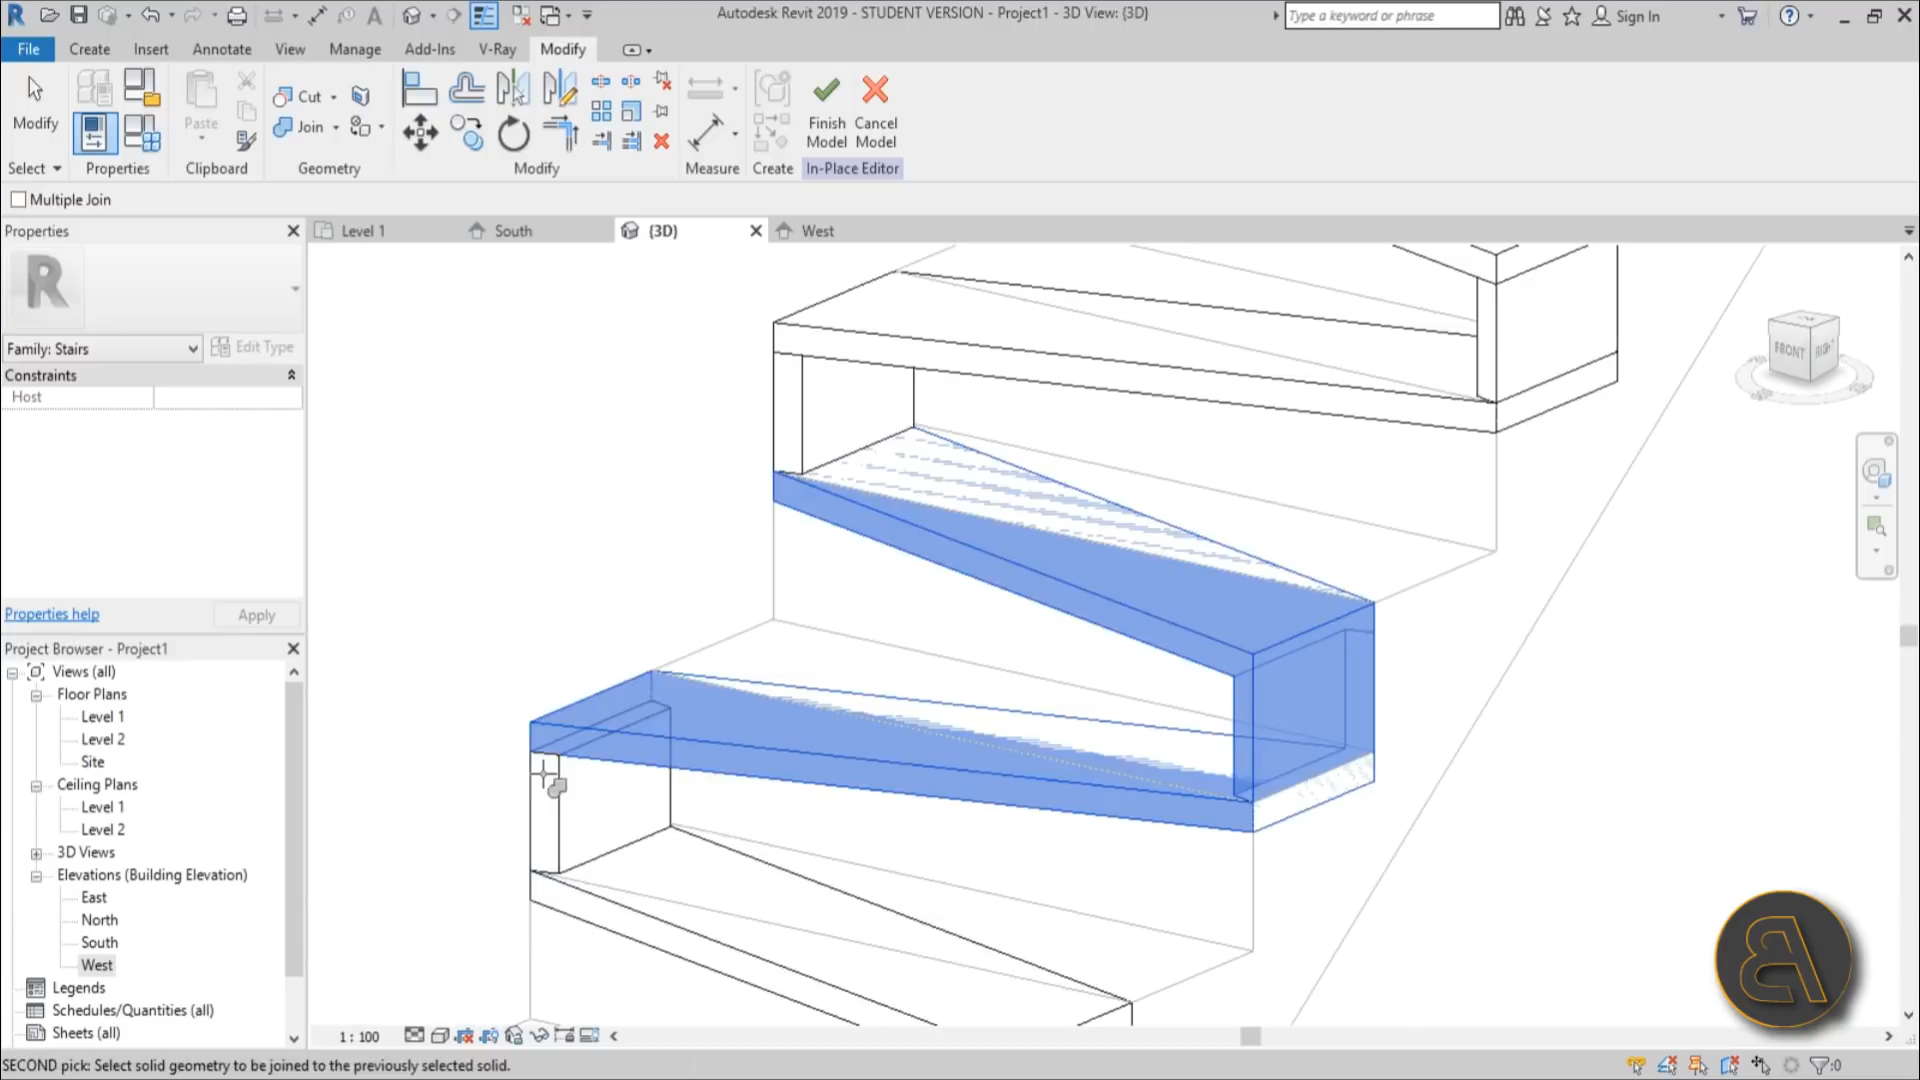 Autodesk Revit 2019 - STUDENT VERSION - Project1 - 3D View: {3D}
Type a keyword or phrase
Sign In
File
Create
Insert
Annotate
View
Manage
Add-Ins
V-Ray
Modify
Modify
Paste
Cut
Join
Finish Model
Cancel Model
Select
Properties
Clipboard
Geometry
Modify
Measure
Create
In-Place Editor
Multiple Join
Properties
Level 1
South
{3D}
West
Family: Stairs
Edit Type
Constraints
Host
FRONT
RIGHT
Properties help
Apply
Project Browser - Project1
Views (all)
Floor Plans
Level 1
Level 2
Site
Ceiling Plans
Level 1
Level 2
3D Views
Elevations (Building Elevation)
East
North
South
West
Legends
Schedules/Quantities (all)
Sheets (all)
1 : 100
SECOND pick: Select solid geometry to be joined to the previously selected solid.
:0